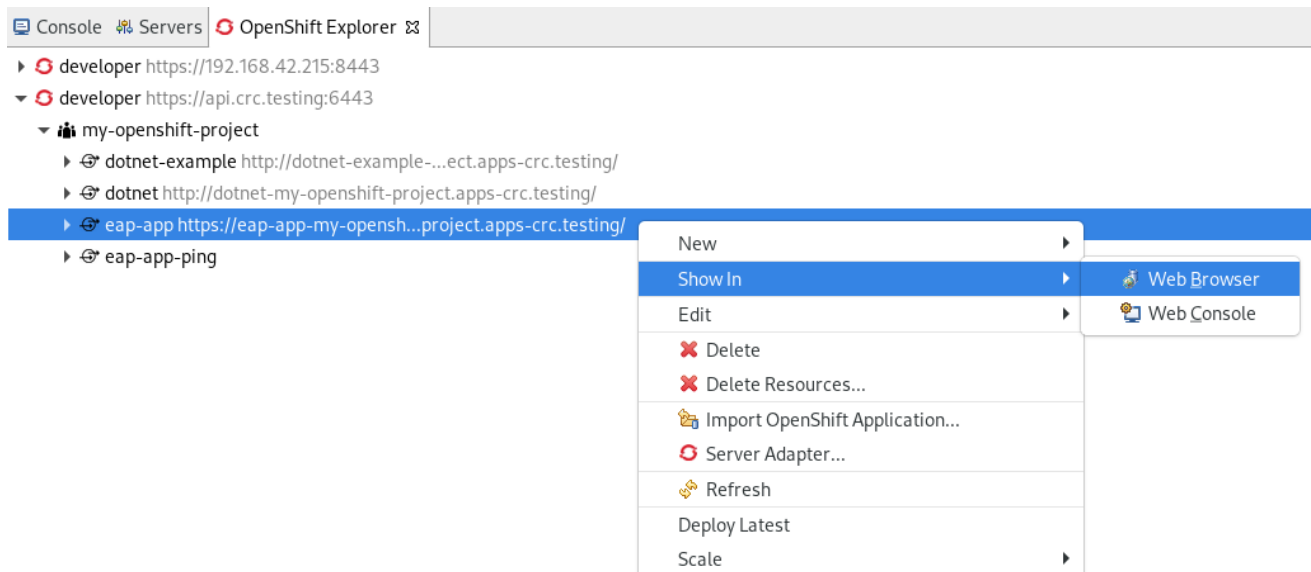 Console Servers OpenShift Explorer
developer https://192.168.42.215:8443
developer https://api.crc.testing:6443
my-openshift-project
dotnet-example http://dotnet-example-...ect.apps-crc.testing/
dotnet http://dotnet-my-openshift-project.apps-crc.testing/
eap-app https://eap-app-my-opensh...project.apps-crc.testing/
eap-app-ping
New
Show In
Edit
Delete
Delete Resources...
Import OpenShift Application...
Server Adapter...
Refresh
Deploy Latest
Scale
Web Browser
Web Console